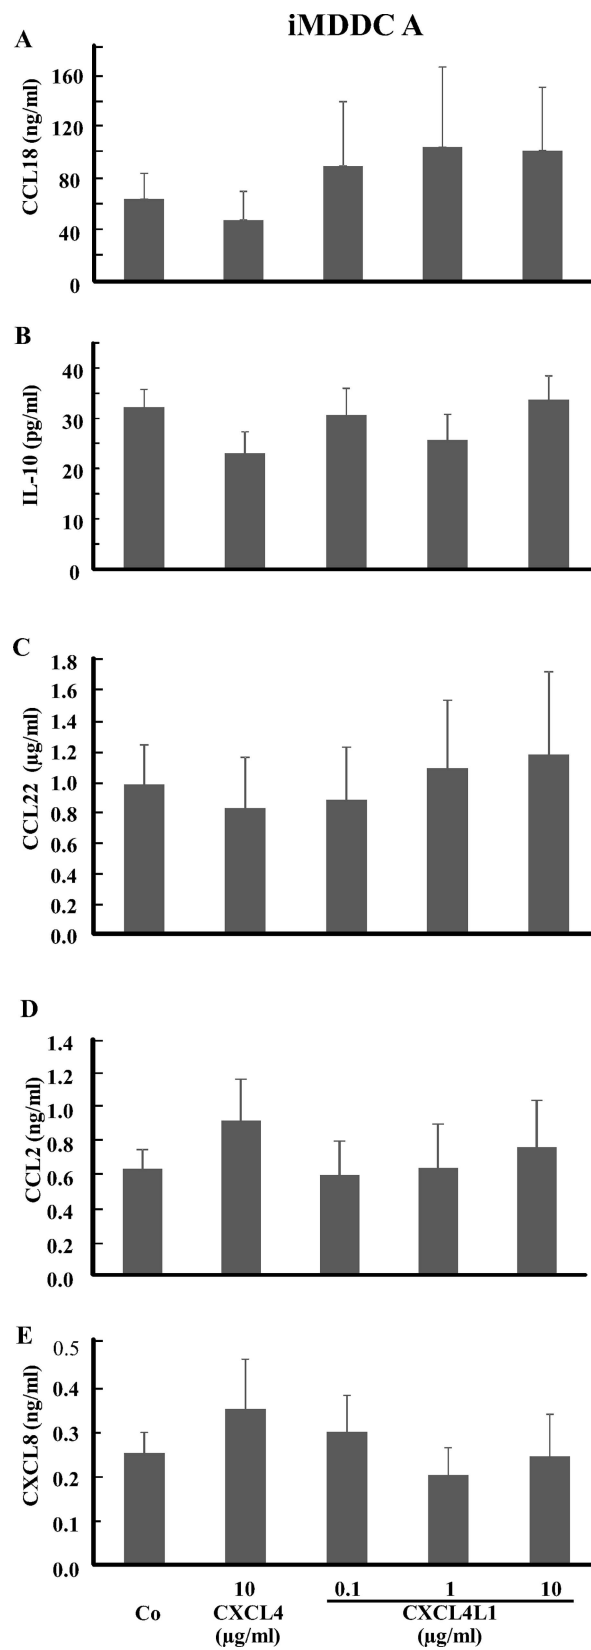 iMDDC A
A
CCL18 (ng/ml)
160
120
80
40
0
B
IL-10 (pg/ml)
40
30
20
10
0
C
CCL22 (µg/ml)
1.8
1.6
1.4
1.2
1.0
0.8
0.6
0.4
0.2
0.0
D
CCL2 (ng/ml)
1.4
1.2
1.0
0.8
0.6
0.4
0.2
0.0
E
CXCL8 (ng/ml)
0.5
0.4
0.3
0.2
0.1
0.0
10 0.1 1 10
Co CXCL4 CXCL4L1
(µg/ml) (µg/ml)